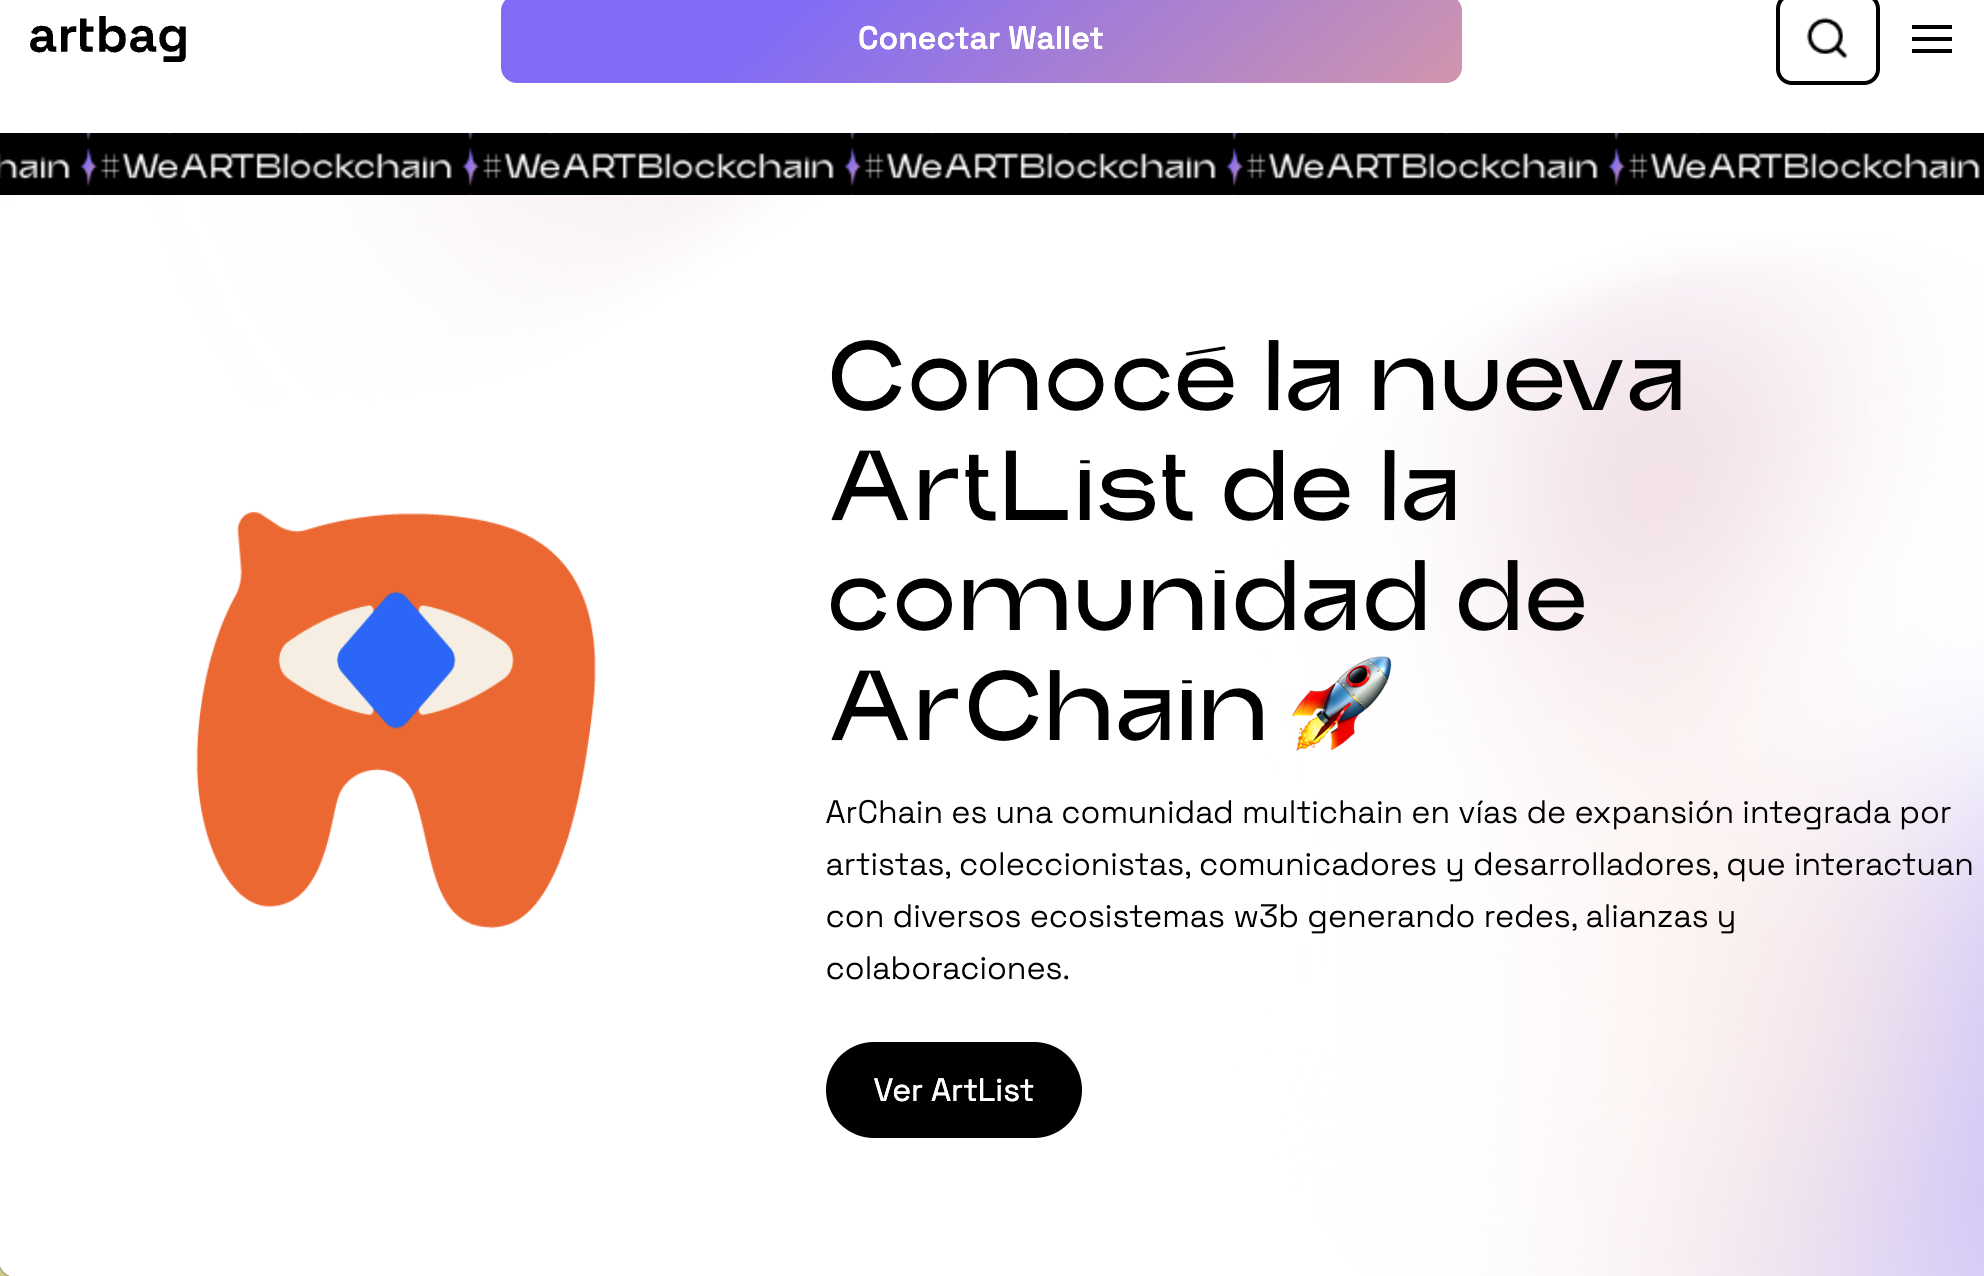 artbag
Conectar Wallet
hain #WeARTBlockchain #WeARTBlockchain #WeARTBlockchain #WeARTBlockchain #WeARTBlockchain
Conocé la nueva
ArtList de la
comunidad de
ArChain 🚀
ArChain es una comunidad multichain en vías de expansión integrada por
artistas, coleccionistas, comunicadores y desarrolladores, que interactuan
con diversos ecosistemas w3b generando redes, alianzas y
colaboraciones.
Ver ArtList